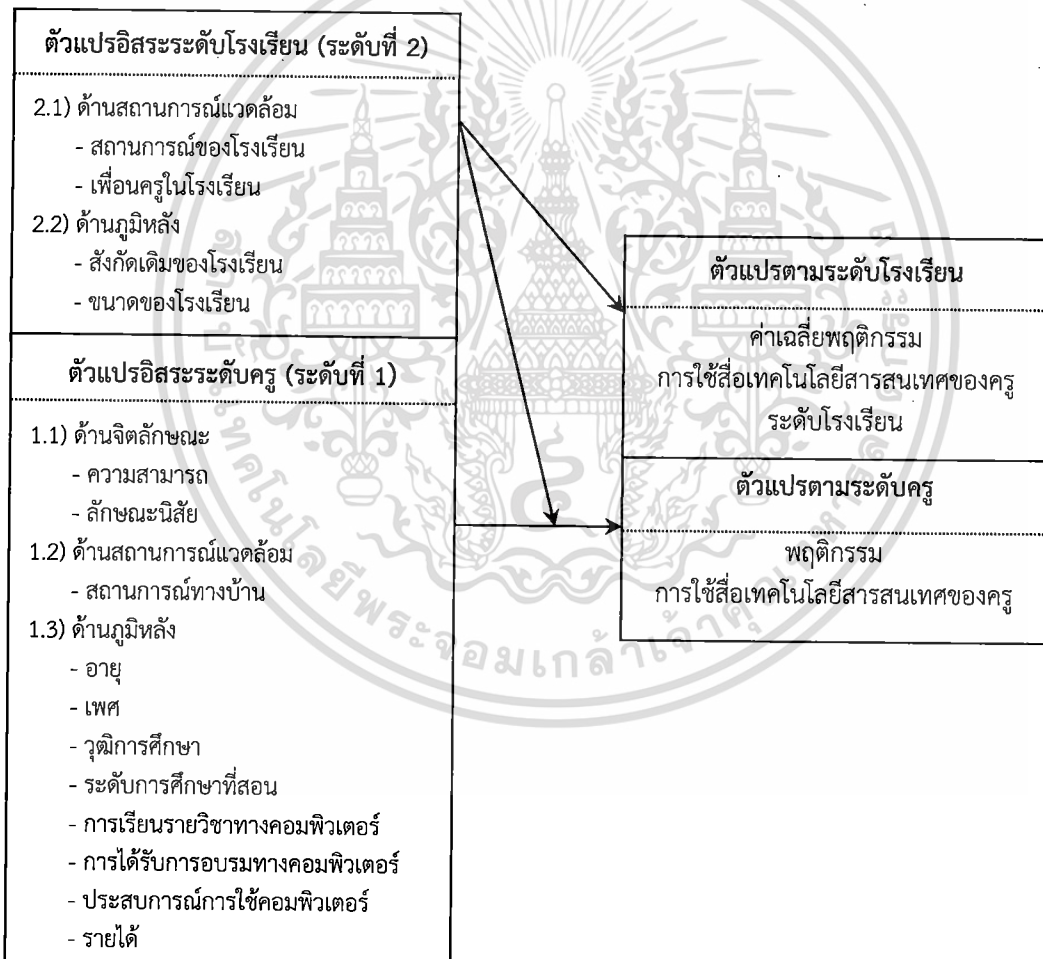 ตัวแปรอิสระระดับโรงเรียน (ระดับที่ 2)
2.1) ด้านสถานการณ์แวดล้อม
- สถานการณ์ของโรงเรียน
- เพื่อนครูในโรงเรียน
2.2) ด้านภูมิหลัง
- สังกัดเดิมของโรงเรียน
- ขนาดของโรงเรียน
ตัวแปรอิสระระดับครู (ระดับที่ 1)
1.1) ด้านจิตลักษณะ
- ความสามารถ
- ลักษณะนิสัย
1.2) ด้านสถานการณ์แวดล้อม
- สถานการณ์ทางบ้าน
1.3) ด้านภูมิหลัง
- อายุ
- เพศ
- วุฒิการศึกษา
- ระดับการศึกษาที่สอน
- การเรียนรายวิชาทางคอมพิวเตอร์
- การได้รับการอบรมทางคอมพิวเตอร์
- ประสบการณ์การใช้คอมพิวเตอร์
- รายได้
ตัวแปรตามระดับโรงเรียน
ค่าเฉลี่ยพฤติกรรม
การใช้สื่อเทคโนโลยีสารสนเทศของครู
ระดับโรงเรียน
ตัวแปรตามระดับครู
พฤติกรรม
การใช้สื่อเทคโนโลยีสารสนเทศของครู